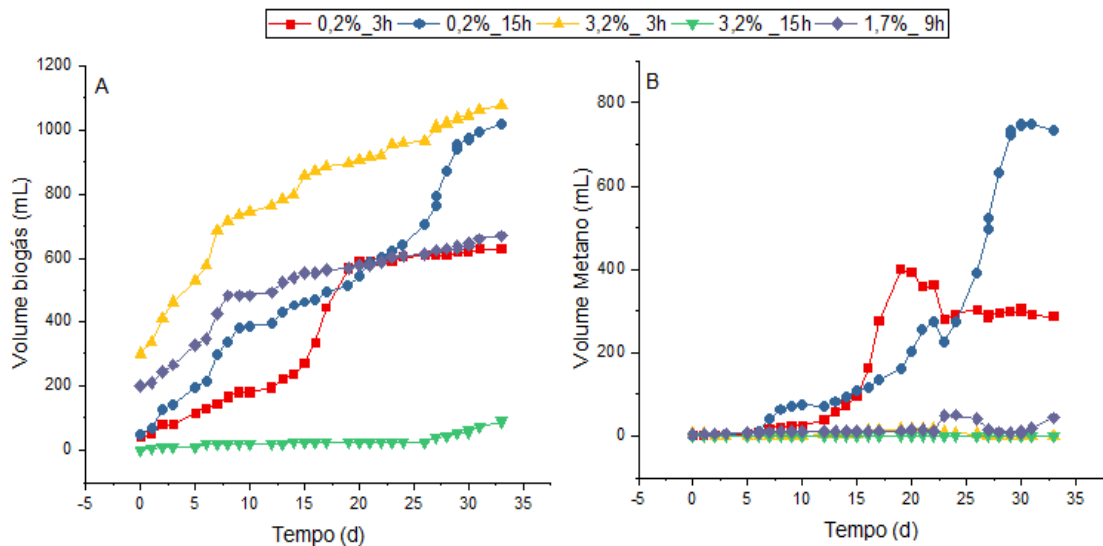 0,2%_3h 0,2%_15h 3,2%_ 3h 3,2% _15h 1,7%_ 9h
A
1200
1000
800
600
400
200
0
Volume biogás (mL)
-5 0 5 10 15 20 25 30 35
Tempo (d)
B
800
600
400
200
0
Volume Metano (mL)
-5 0 5 10 15 20 25 30 35
Tempo (d)